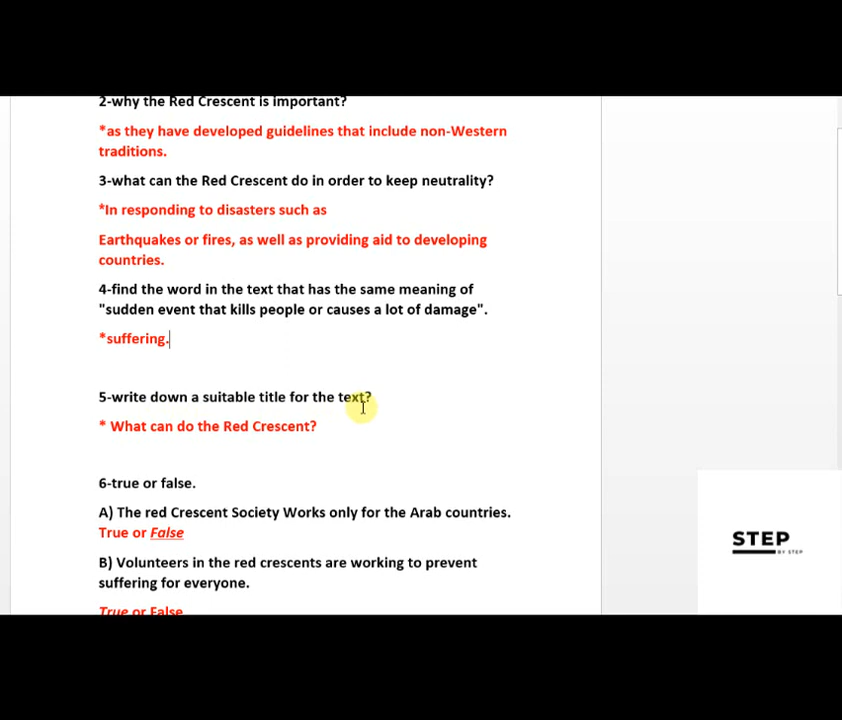 2-why the Red Crescent is important?
*as they have developed guidelines that include non-Western
traditions.
3-what can the Red Crescent do in order to keep neutrality?
*In responding to disasters such as
Earthquakes or fires, as well as providing aid to developing
countries.
4-find the word in the text that has the same meaning of
"sudden event that kills people or causes a lot of damage".
*suffering.
5-write down a suitable title for the text?
* What can do the Red Crescent?
6-true or false.
A) The red Crescent Society Works only for the Arab countries.
True or False
B) Volunteers in the red crescents are working to prevent
suffering for everyone.
True or False
STEP
BY STEP